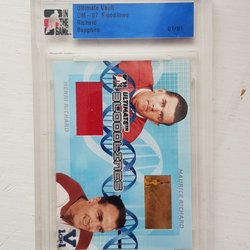 IN THE GAME
Ultimate Vault
UM-07 Bloodlines
Richard
Sapphire
01/01
HENRI RICHARD
ULTIMATE
BLOODLINES
MAURICE RICHARD